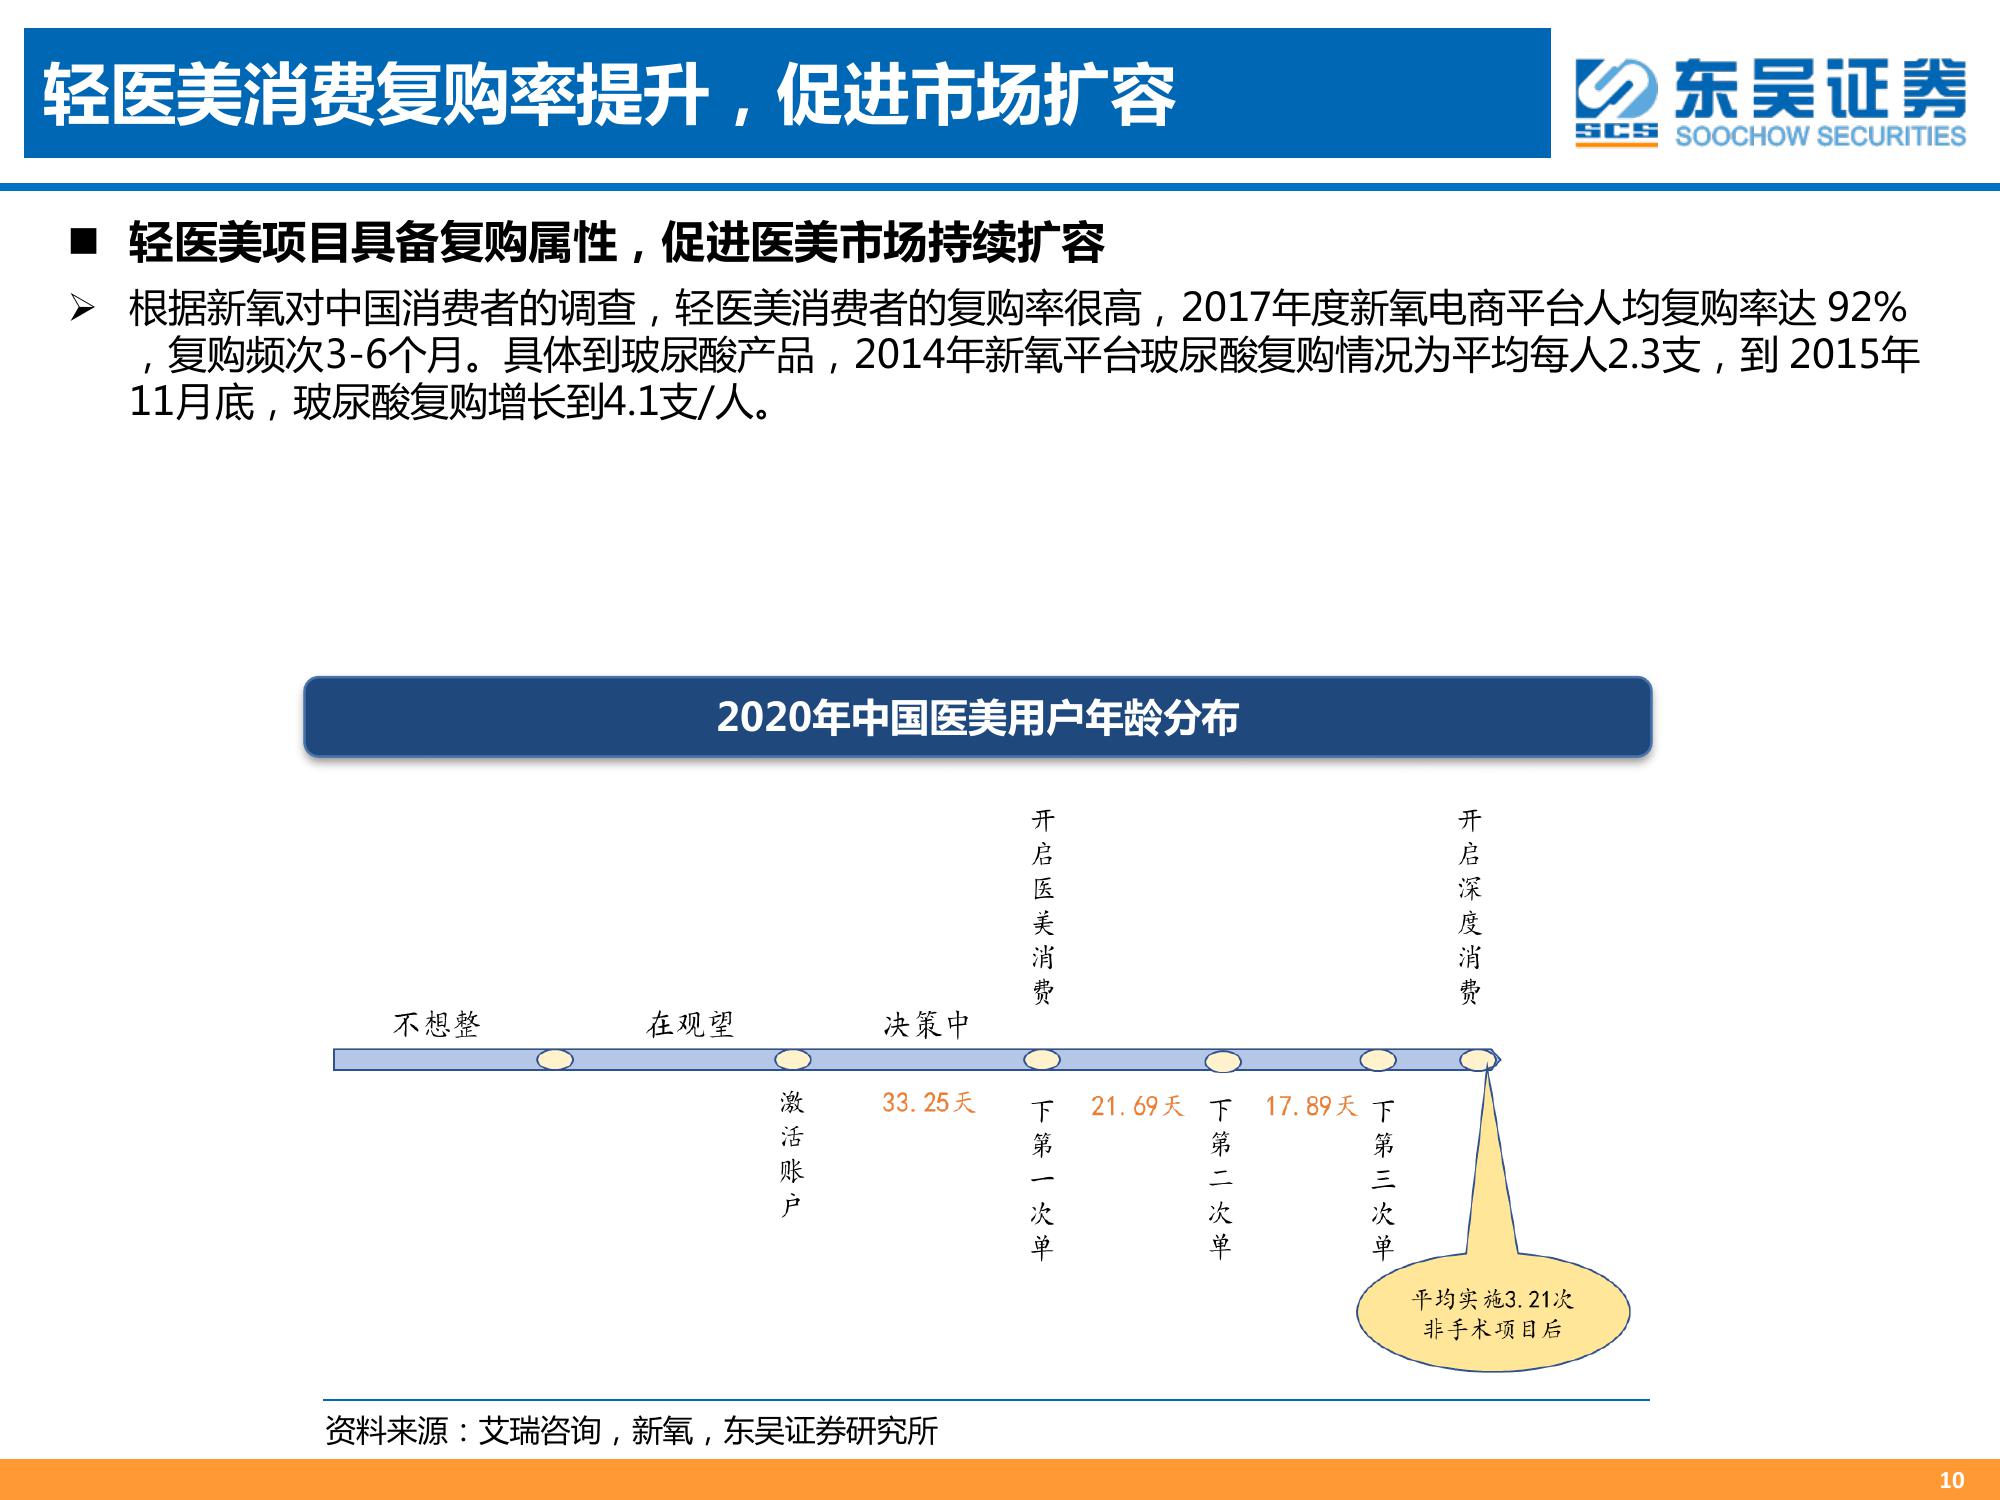 轻医美消费复购率提升，促进市场扩容
东吴证券
SCS
SOOCHOW SECURITIES
■ 轻医美项目具备复购属性，促进医美市场持续扩容
➢ 根据新氧对中国消费者的调查，轻医美消费者的复购率很高，2017年度新氧电商平台人均复购率达 92%
，复购频次3-6个月。具体到玻尿酸产品，2014年新氧平台玻尿酸复购情况为平均每人2.3支，到 2015年
11月底，玻尿酸复购增长到4.1支/人。
2020年中国医美用户年龄分布
开启医美消费
开启深度消费
不想整
在观望
决策中
激活账户
33.25天
下第一次单
21.69天
下第二次单
17.89天
下第三次单
平均实施3.21次
非手术项目后
资料来源：艾瑞咨询，新氧，东吴证券研究所
10